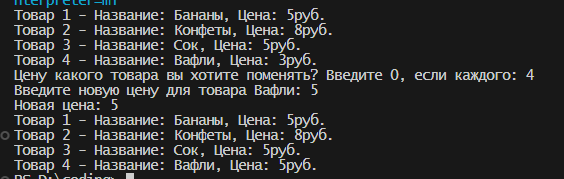 nterpreter=mi
Товар 1 - Название: Бананы, Цена: 5руб.
Товар 2 - Название: Конфеты, Цена: 8руб.
Товар 3 - Название: Сок, Цена: 5руб.
Товар 4 - Название: Вафли, Цена: 3руб.
Цену какого товара вы хотите поменять? Введите 0, если каждого: 4
Введите новую цену для товара Вафли: 5
Новая цена: 5
Товар 1 - Название: Бананы, Цена: 5руб.
Товар 2 - Название: Конфеты, Цена: 8руб.
Товар 3 - Название: Сок, Цена: 5руб.
Товар 4 - Название: Вафли, Цена: 5руб.
PS D:\coding>